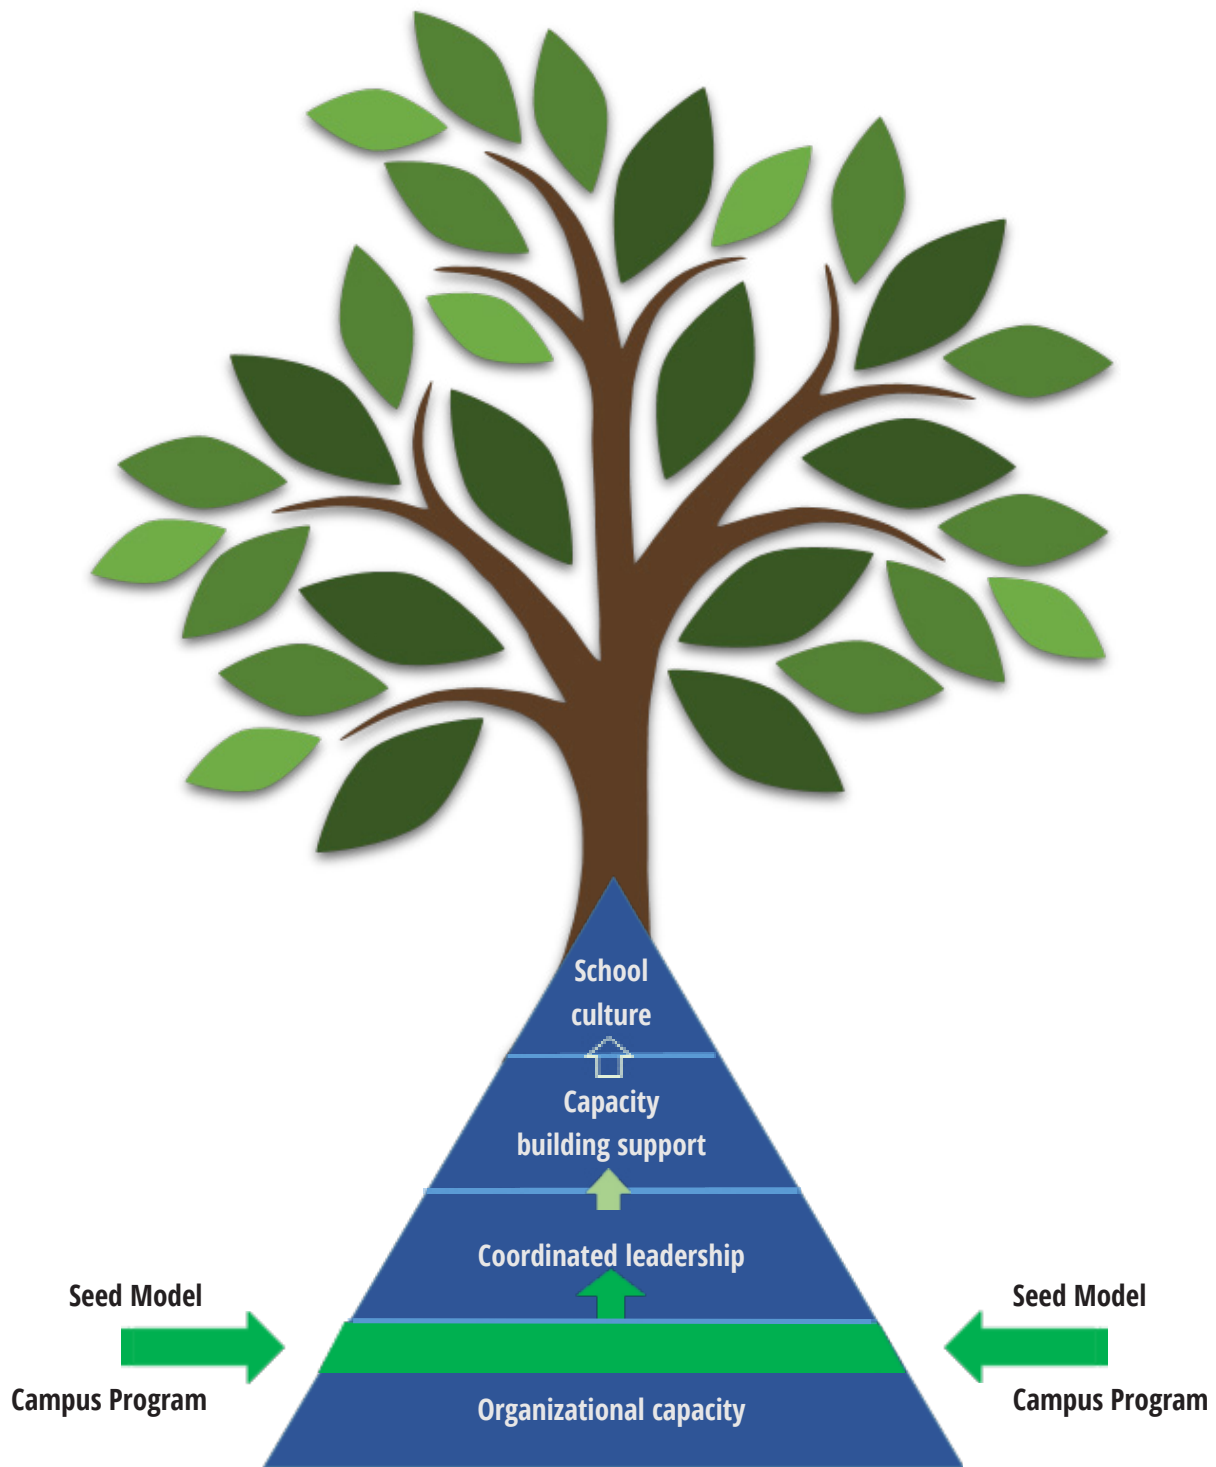 School
culture
Capacity
building support
Coordinated leadership
Seed Model
Campus Program
Organizational capacity
Seed Model
Campus Program